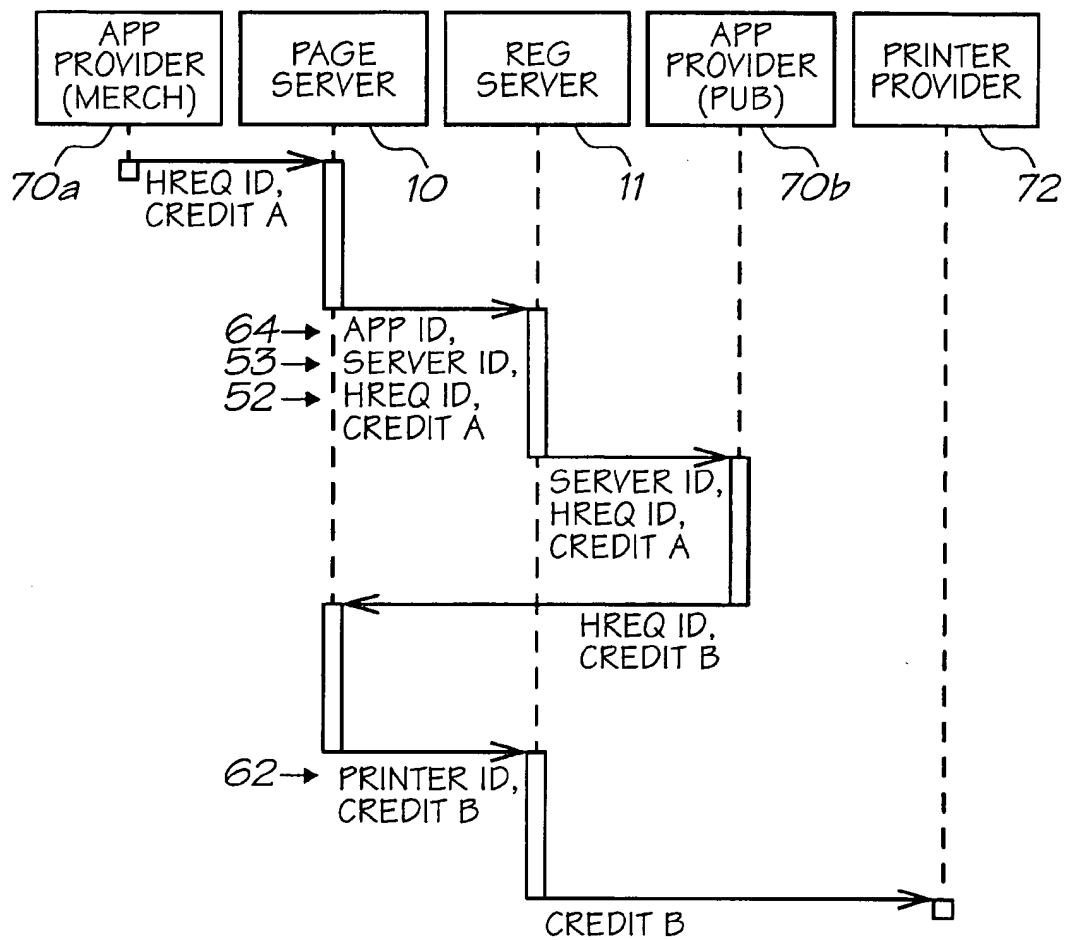 APP
PROVIDER
(MERCH)
PAGE
SERVER
REG
SERVER
APP
PROVIDER
(PUB)
PRINTER
PROVIDER
70a
10
11
70b
72
HREQ ID,
CREDIT A
64
APP ID,
53
SERVER ID,
52
HREQ ID,
CREDIT A
SERVER ID,
HREQ ID,
CREDIT A
HREQ ID,
CREDIT B
62
PRINTER ID,
CREDIT B
CREDIT B